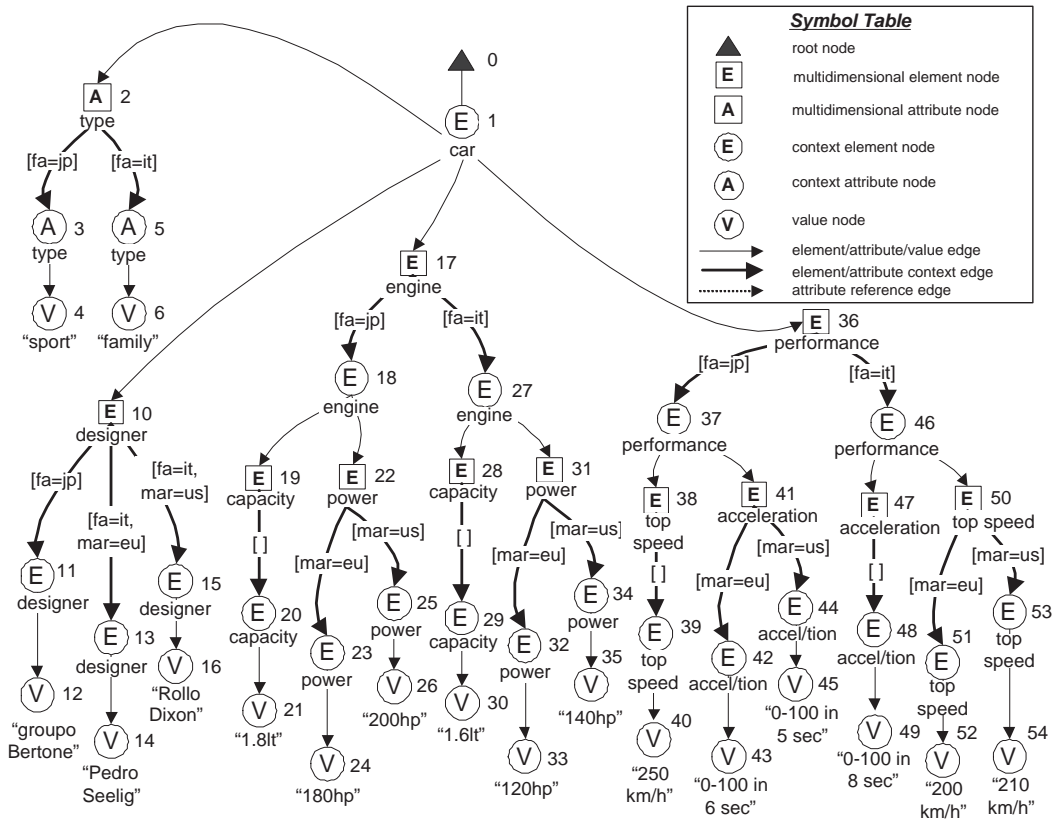 Symbol Table
root node
E multidimensional element node
A multidimensional attribute node
E context element node
A context attribute node
V value node
element/attribute/value edge
element/attribute context edge
attribute reference edge
0
E 1
car
A 2
type
[fa=jp] [fa=it]
A 3 A 5
type type
V 4 V 6
“sport” “family”
E 10
designer
[fa=jp]
[fa=it,
mar=eu]
[fa=it,
mar=us]
E 11
designer
V 12
“groupo
Bertone”
E 13
designer
V 14
“Pedro
Seelig”
E 15
designer
V 16
“Rollo
Dixon”
E 17
engine
[fa=jp] [fa=it]
E 18
engine
E 19
capacity
[ ]
E 20
capacity
V 21
“1.8lt”
E 22
power
[mar=eu] [mar=us]
E 23
power
V 24
“180hp”
E 25
power
V 26
“200hp”
E 27
engine
E 28
capacity
[ ]
E 29
capacity
V 30
“1.6lt”
E 31
power
[mar=eu] [mar=us]
E 32
power
V 33
“120hp”
E 34
power
V 35
“140hp”
E 36
performance
[fa=jp] [fa=it]
E 37
performance
E 38
top
speed
[ ]
E 39
top
speed
V 40
“250
km/h”
E 41
acceleration
[mar=eu] [mar=us]
E 42
accel/tion
V 43
“0-100 in
6 sec”
E 44
accel/tion
V 45
“0-100 in
5 sec”
E 46
performance
E 47
acceleration
[ ]
E 48
accel/tion
V 49
“0-100 in
8 sec”
E 50
top speed
[mar=eu] [mar=us]
E 51
top
speed
V 52
“200
km/h”
E 53
top
speed
V 54
“210
km/h”